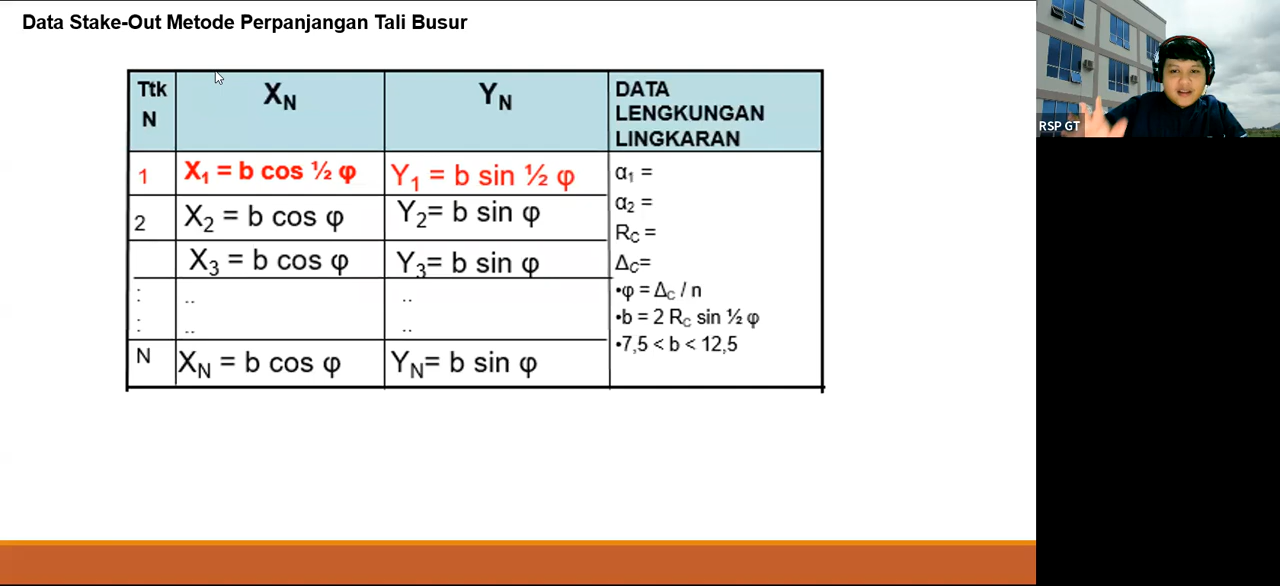 Data Stake-Out Metode Perpanjangan Tali Busur
Ttk N X_N Y_N DATA LENGKUNGAN LINGKARAN
1 X₁ = b cos ½ φ Y₁ = b sin ½ φ
2 X₂ = b cos φ Y₂= b sin φ
X₃ = b cos φ Y₃= b sin φ
: .. ..
: .. ..
N X_N = b cos φ Y_N= b sin φ
α₁ =
α₂ =
R_C =
Δ_C=
•φ = Δ_C / n
•b = 2 R_C sin ½ φ
•7,5 < b < 12,5
RSP GT